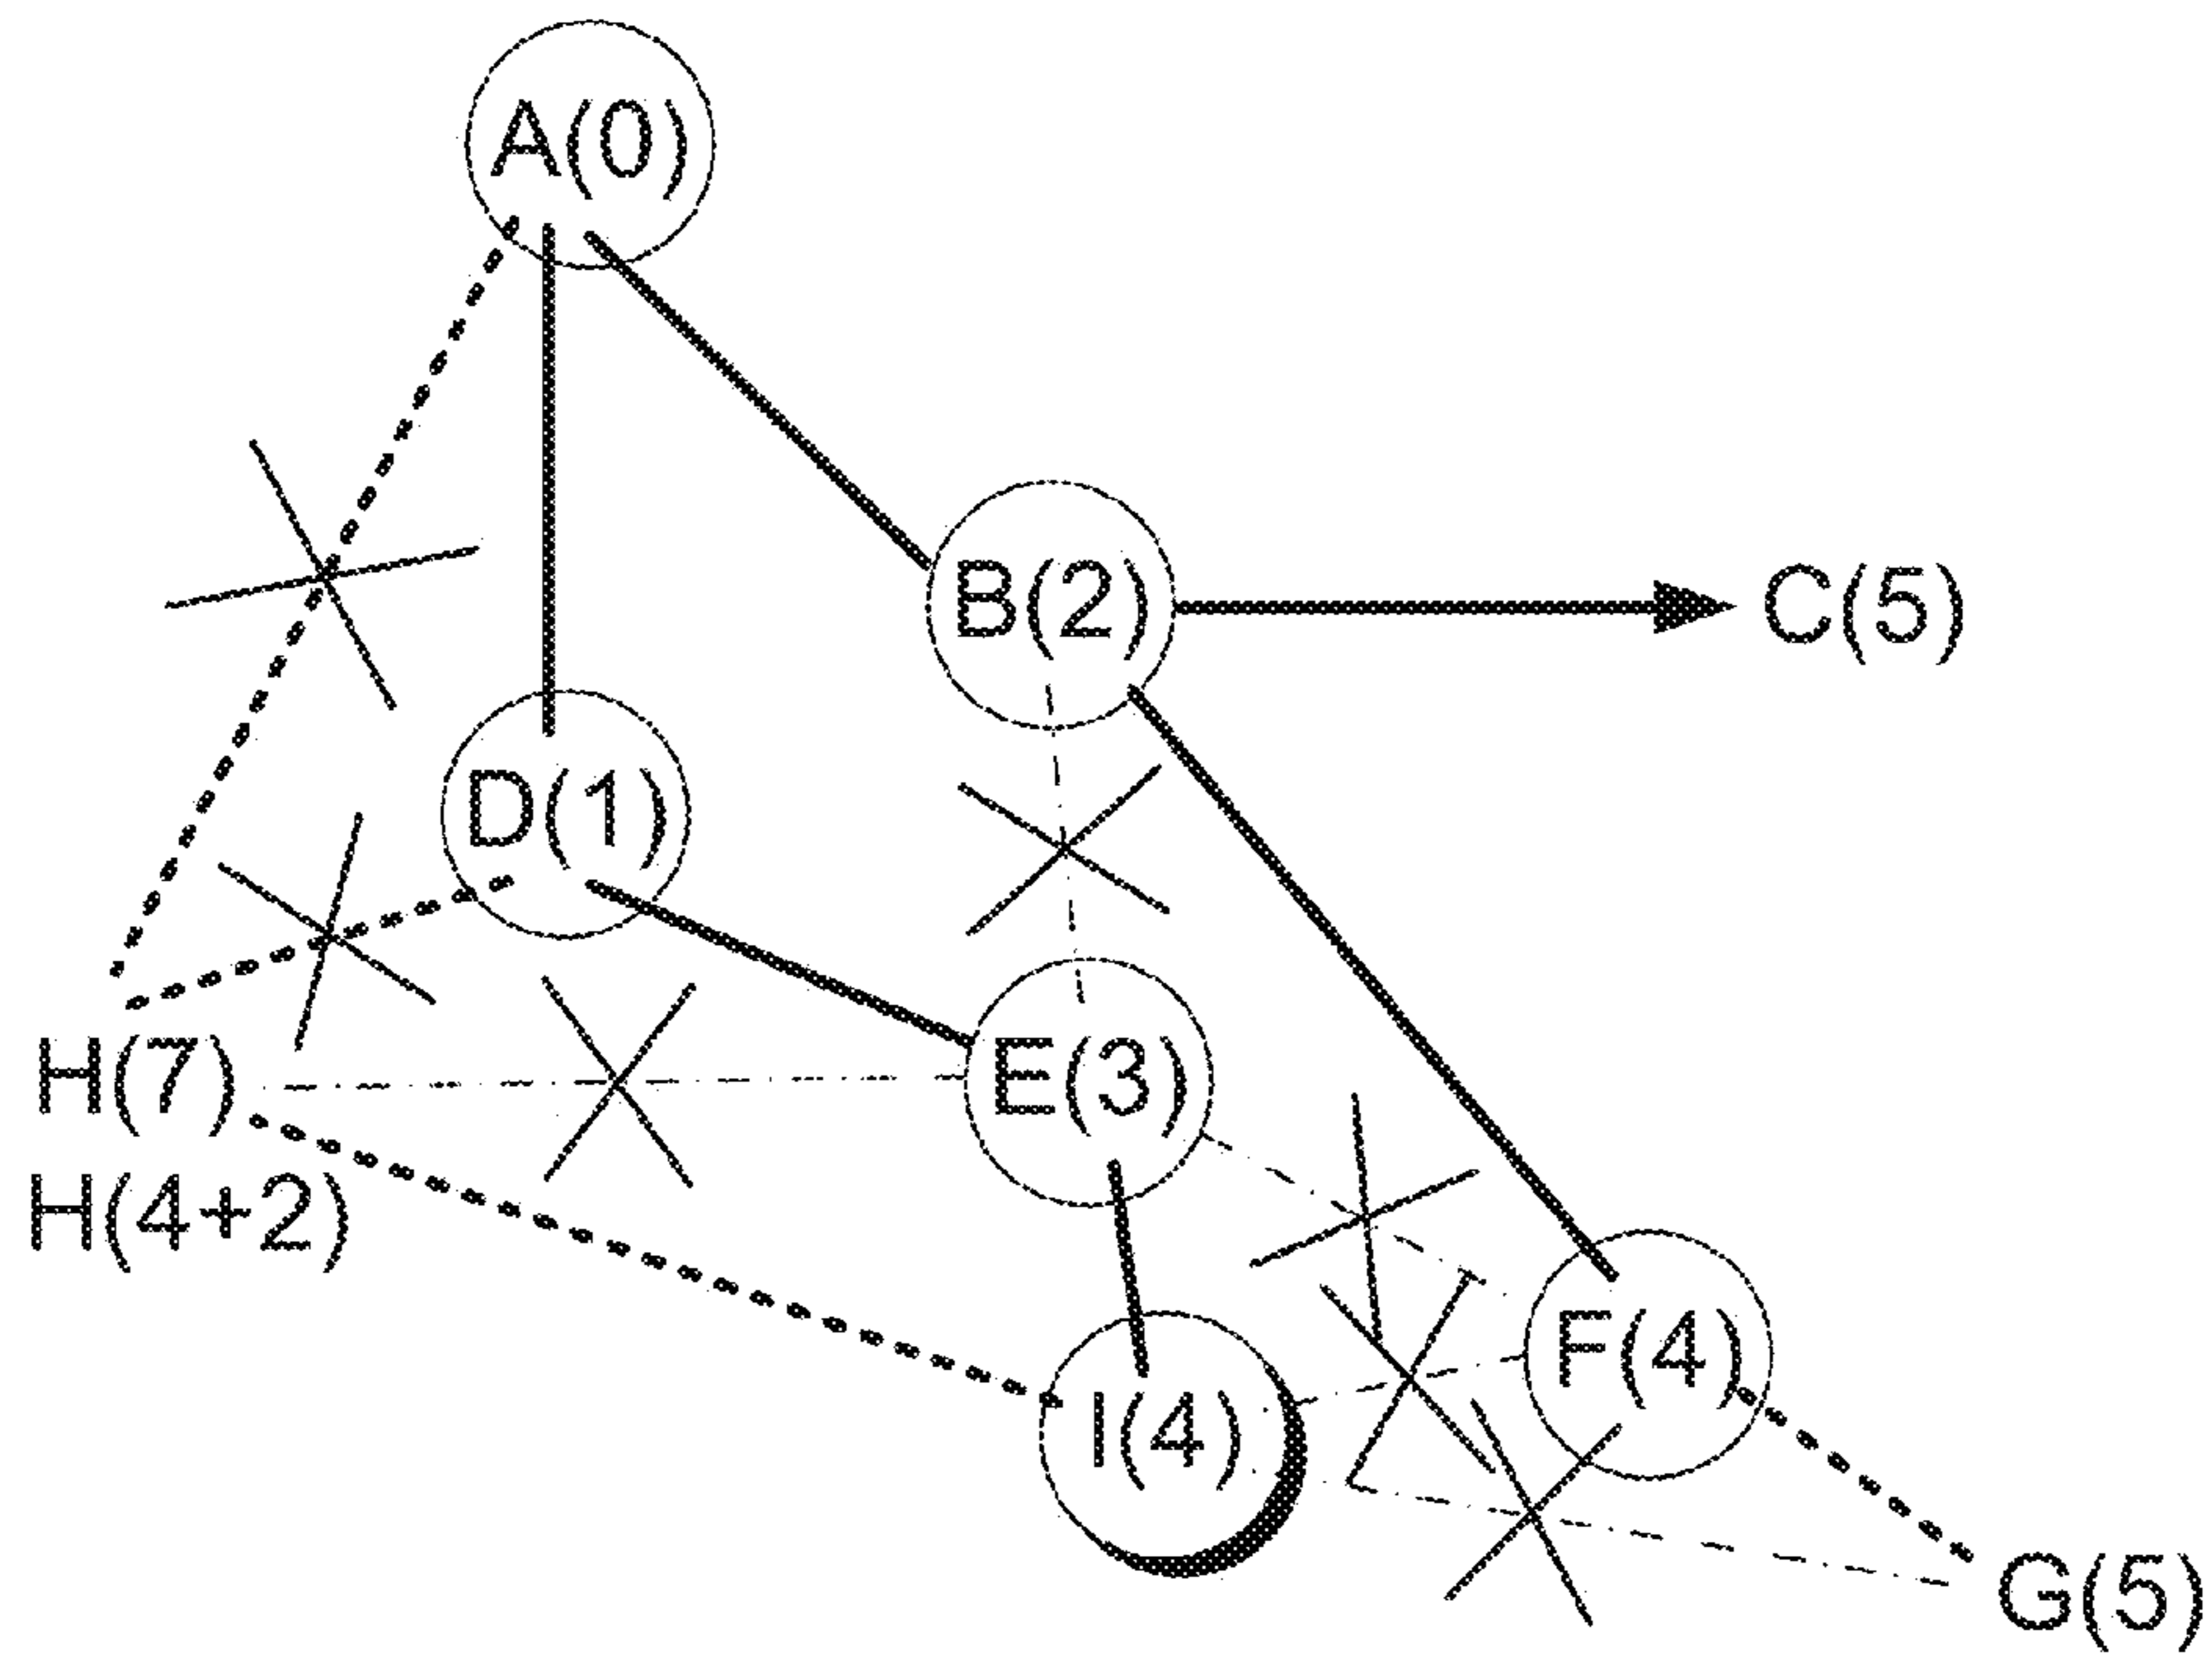 A(0)
B(2)
C(5)
D(1)
H(7)
E(3)
H(4+2)
F(4)
I(4)
G(5)